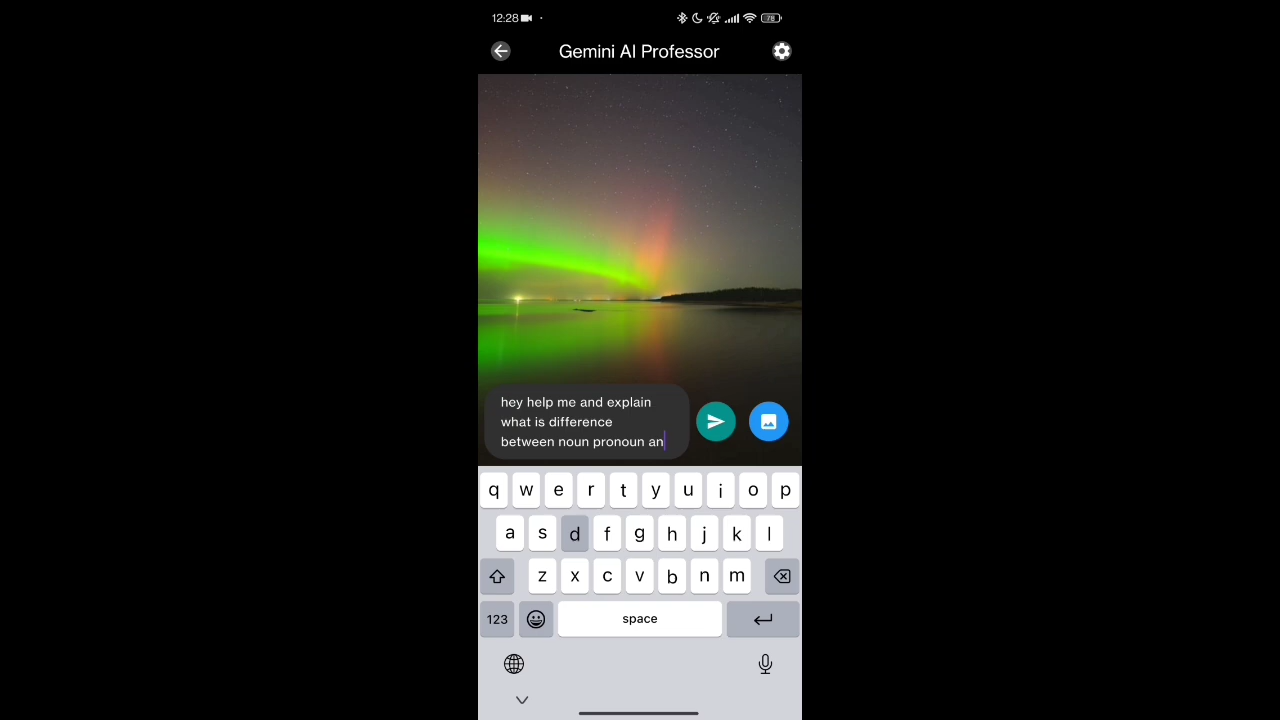 12:28
78
Gemini AI Professor
hey help me and explain
what is difference
between noun pronoun an
q w e r t y u i o p
a s d f g h j k l
z x c v b n m
123 space